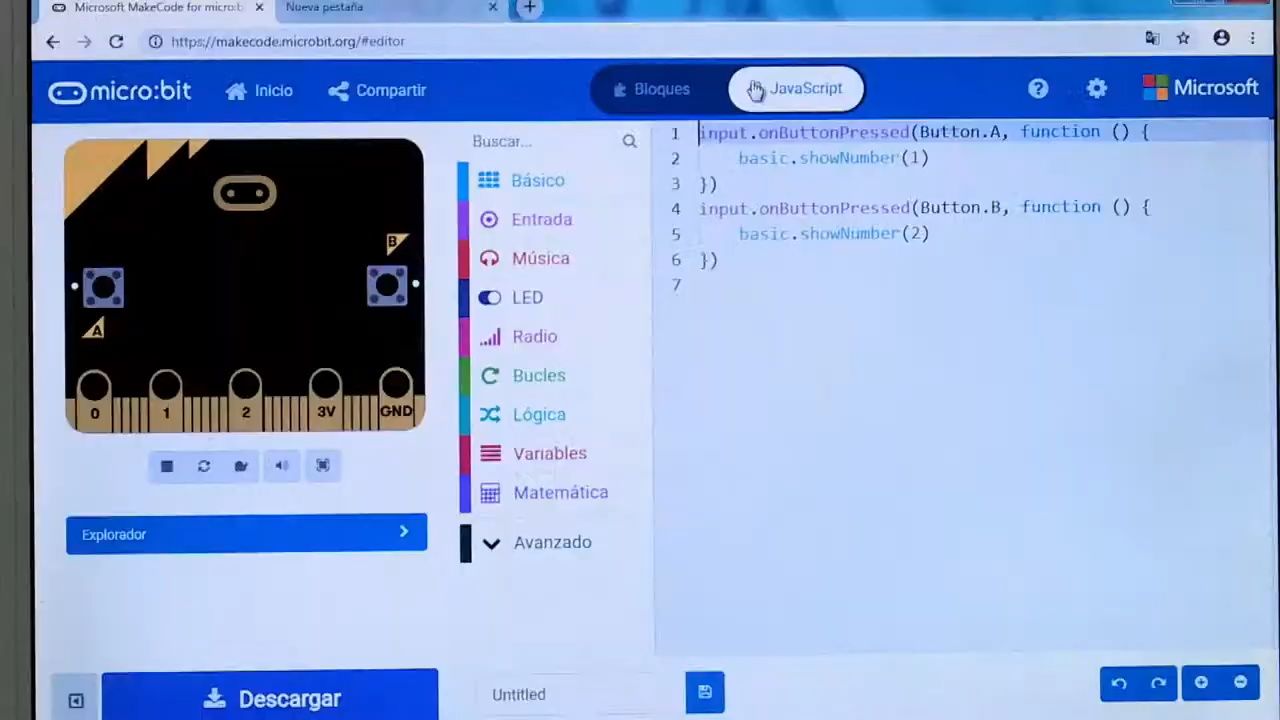 Microsoft MakeCode for micro:b
Nueva pestaña
https://makecode.microbit.org/#editor
micro:bit
Inicio
Compartir
Bloques
JavaScript
Microsoft
Buscar...
Básico
Entrada
Música
LED
Radio
Bucles
Lógica
Variables
Matemática
Avanzado
1 input.onButtonPressed(Button.A, function () {
2 basic.showNumber(1)
3 })
4 input.onButtonPressed(Button.B, function () {
5 basic.showNumber(2)
6 })
7
B
A
0 1 2 3V GND
Explorador
Descargar
Untitled